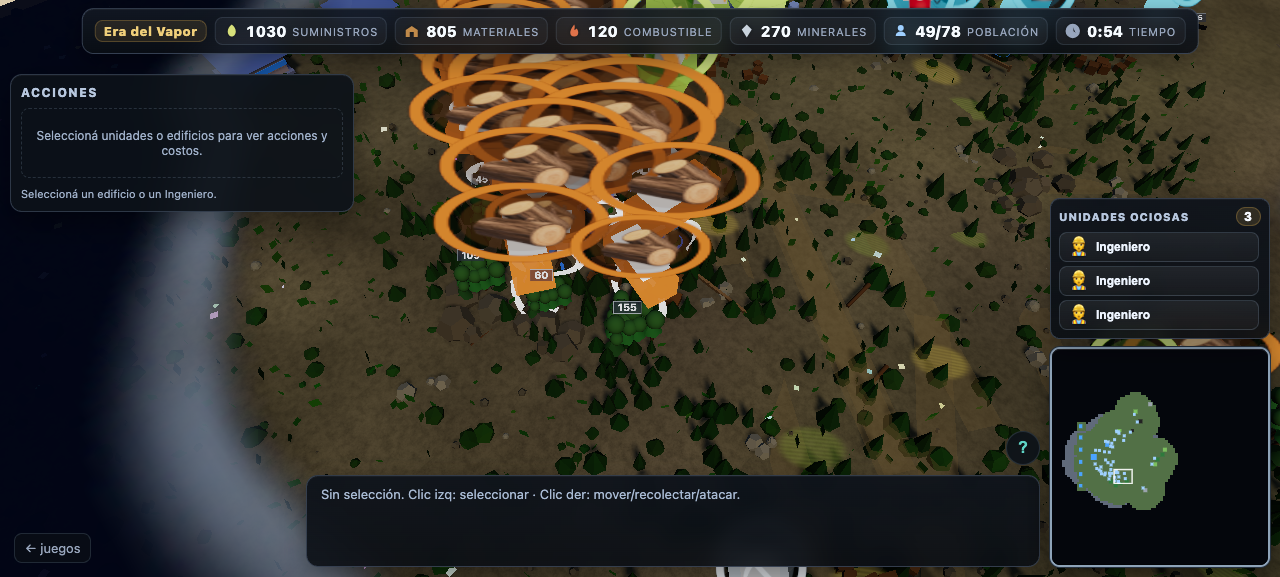 Era del Vapor
1030 SUMINISTROS
805 MATERIALES
120 COMBUSTIBLE
270 MINERALES
49/78 POBLACIÓN
0:54 TIEMPO
ACCIONES
Seleccioná unidades o edificios para ver acciones y
costos.
Seleccioná un edificio o un Ingeniero.
45
60
155
UNIDADES OCIOSAS 3
Ingeniero
Ingeniero
Ingeniero
?
Sin selección. Clic izq: seleccionar · Clic der: mover/recolectar/atacar.
← juegos